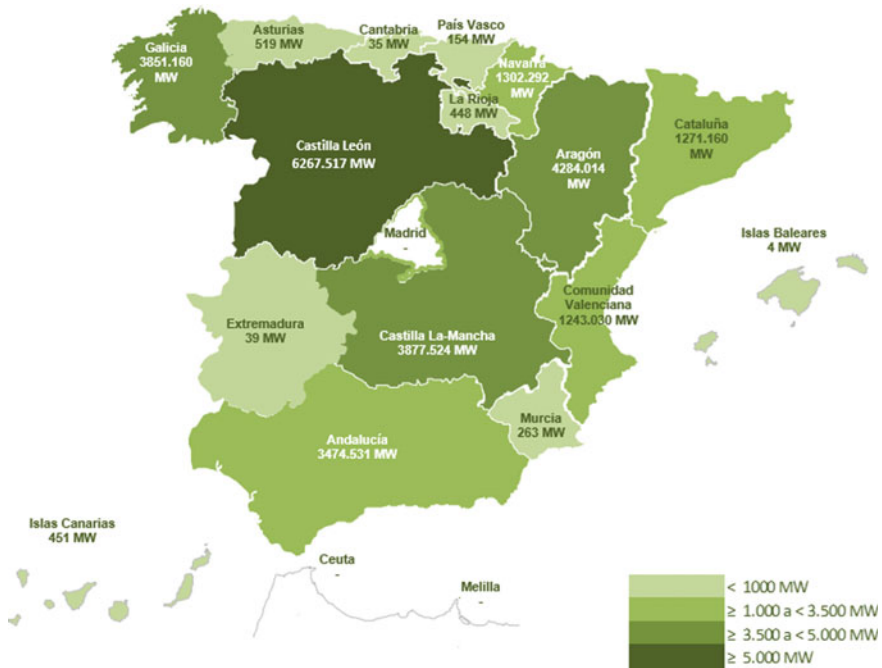 Galicia
3851.160
MW
Asturias
519 MW
Cantabria
35 MW
País Vasco
154 MW
Navarra
1302.292
MW
La Rioja
448 MW
Cataluña
1271.160
MW
Aragón
4284.014
MW
Castilla León
6267.517 MW
Madrid
-
Islas Baleares
4 MW
Comunidad
Valenciana
1243.030 MW
Extremadura
39 MW
Castilla La-Mancha
3877.524 MW
Murcia
263 MW
Andalucía
3474.531 MW
Islas Canarias
451 MW
Ceuta
-
Melilla
-
< 1000 MW
≥ 1.000 a < 3.500 MW
≥ 3.500 a < 5.000 MW
≥ 5.000 MW